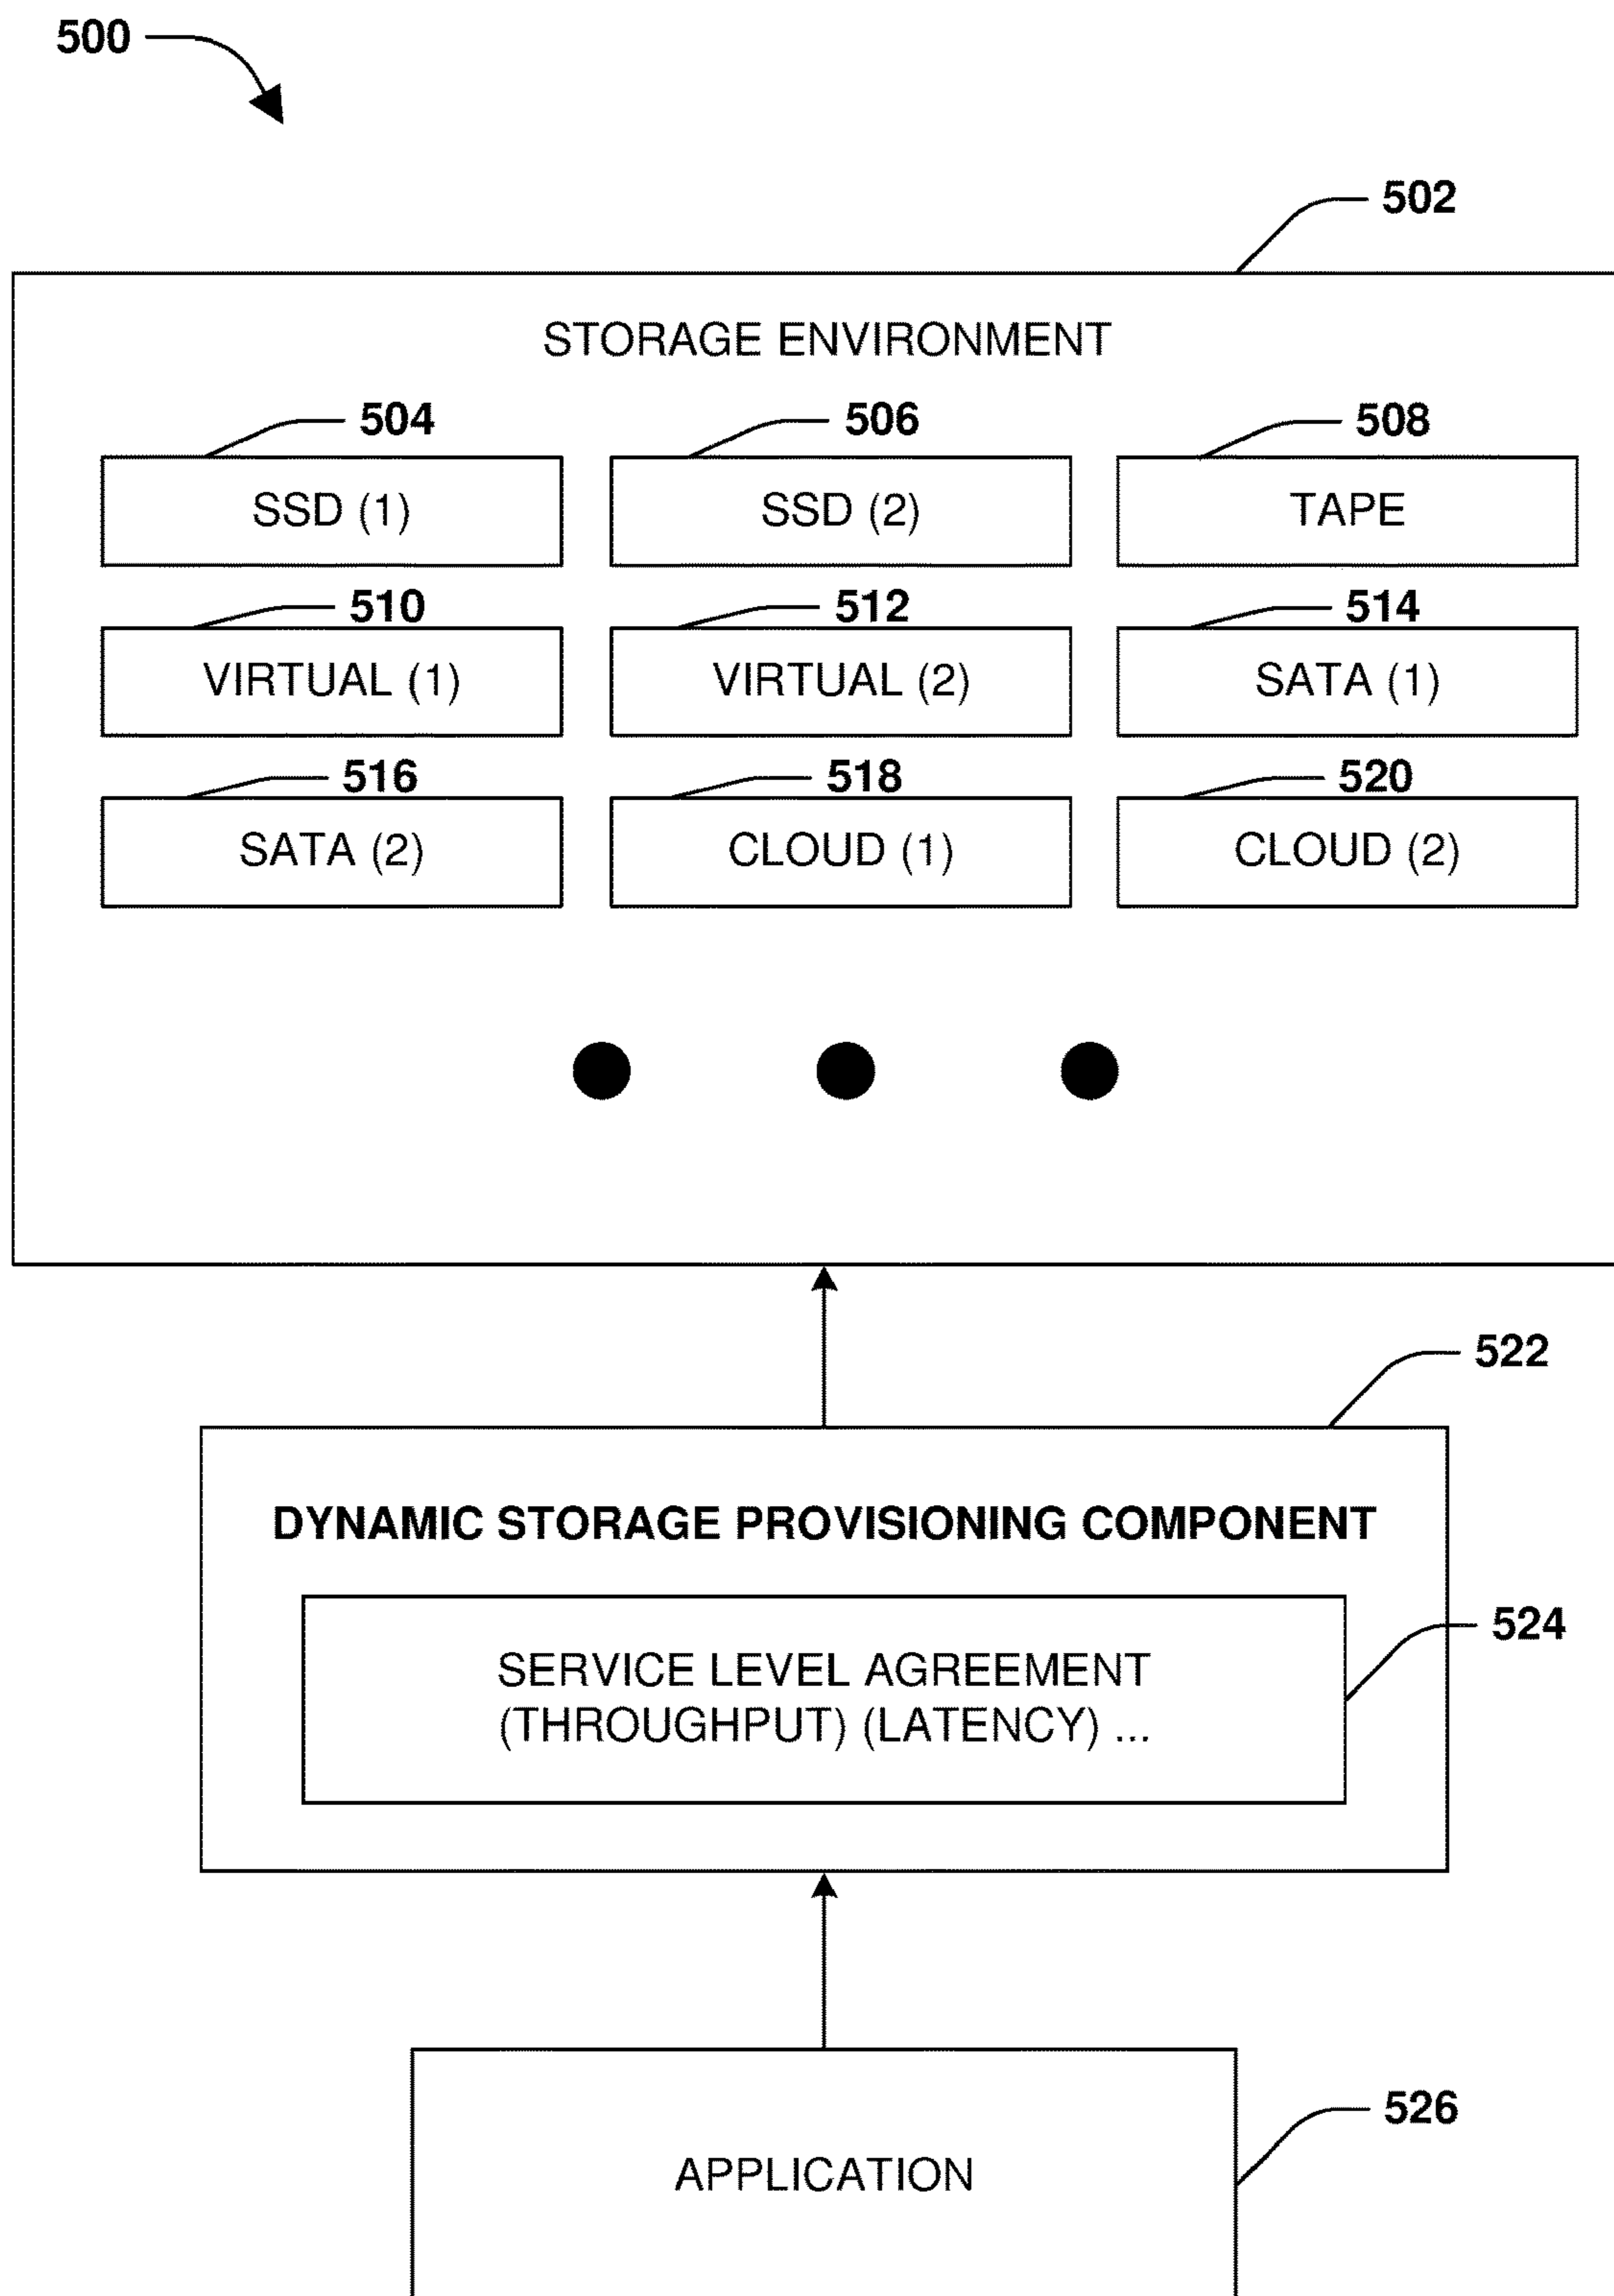 500
502
STORAGE ENVIRONMENT
504 506 508
SSD (1) SSD (2) TAPE
510 512 514
VIRTUAL (1) VIRTUAL (2) SATA (1)
516 518 520
SATA (2) CLOUD (1) CLOUD (2)
522
DYNAMIC STORAGE PROVISIONING COMPONENT
524
SERVICE LEVEL AGREEMENT
(THROUGHPUT) (LATENCY) ...
526
APPLICATION